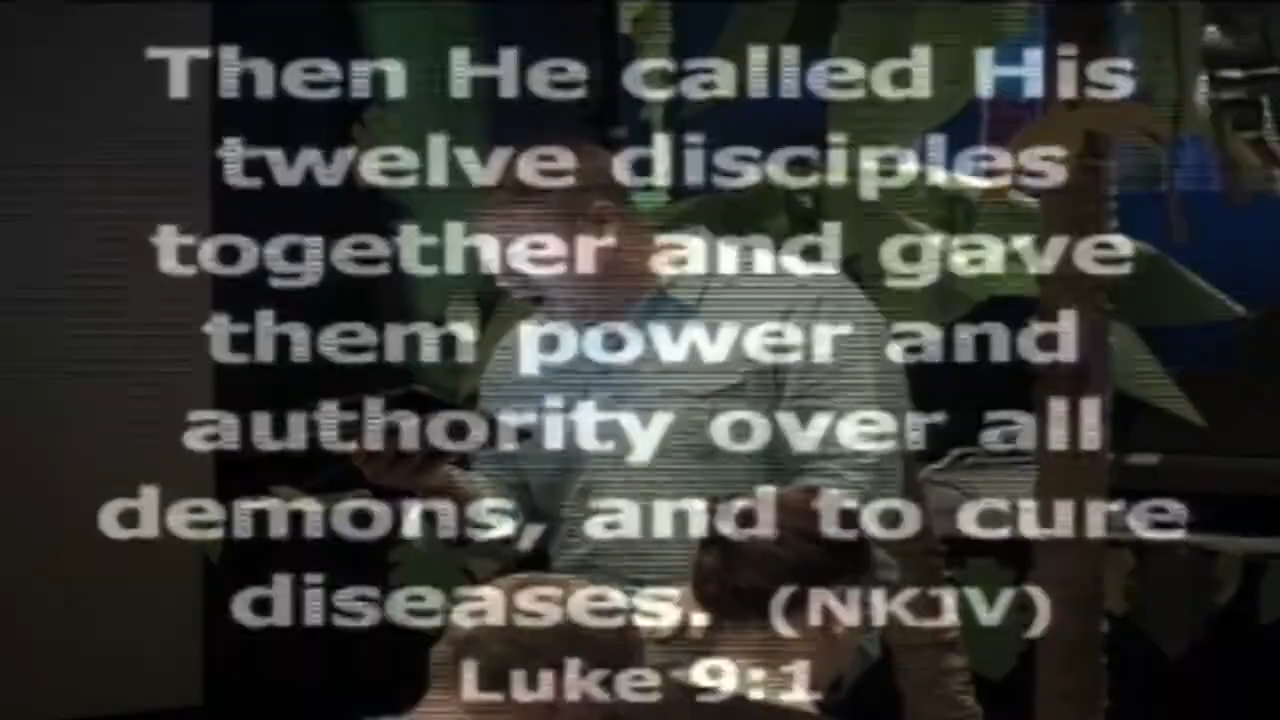 Then He called His
twelve disciples
together and gave
them power and
authority over all
demons, and to cure
diseases. (NKJV)
Luke 9:1